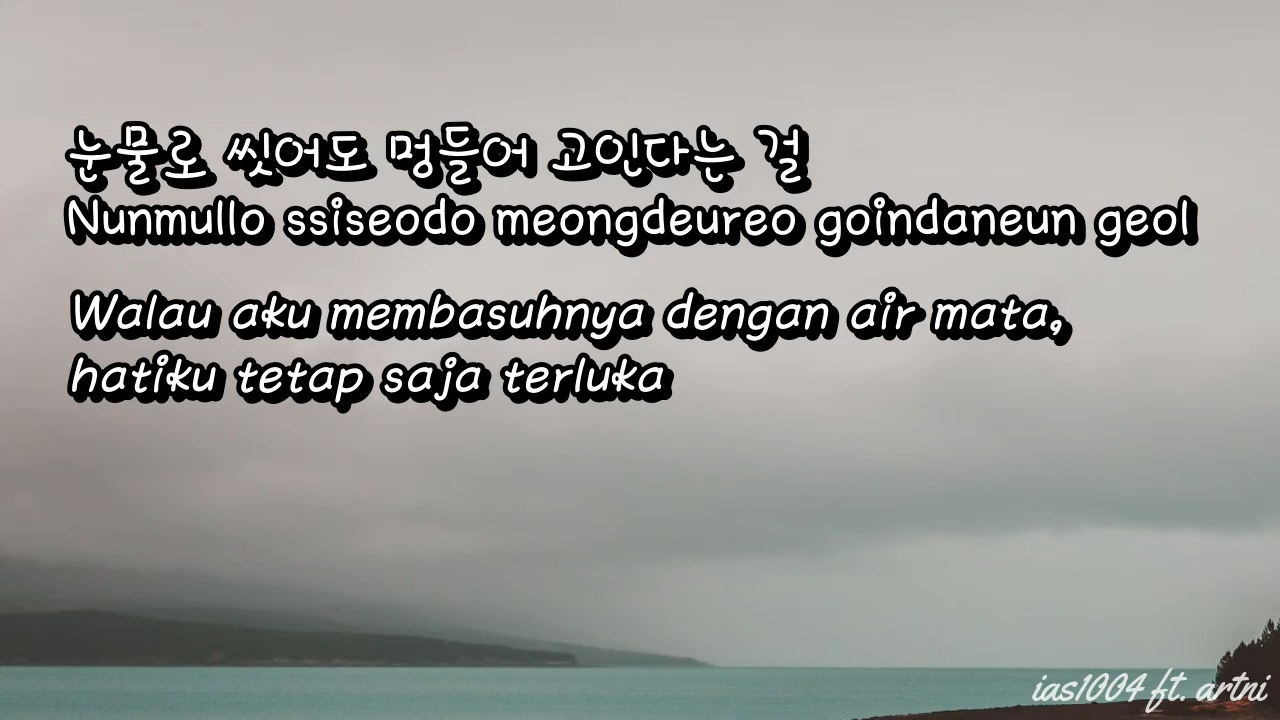 눈물로 씻어도 멍들어 고인다는 걸
Nunmullo ssiseodo meongdeureo goindaneun geol
Walau aku membasuhnya dengan air mata,
hatiku tetap saja terluka
ias1004 ft. artni